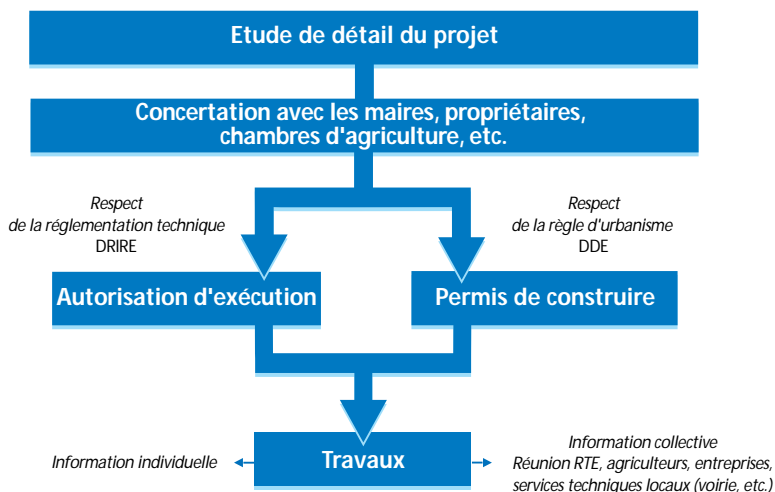 Etude de détail du projet
Concertation avec les maires, propriétaires,
chambres d'agriculture, etc.
Respect
de la réglementation technique
DRIRE
Respect
de la règle d'urbanisme
DDE
Autorisation d'exécution
Permis de construire
Information individuelle
Travaux
Information collective
Réunion RTE, agriculteurs, entreprises,
services techniques locaux (voirie, etc.)